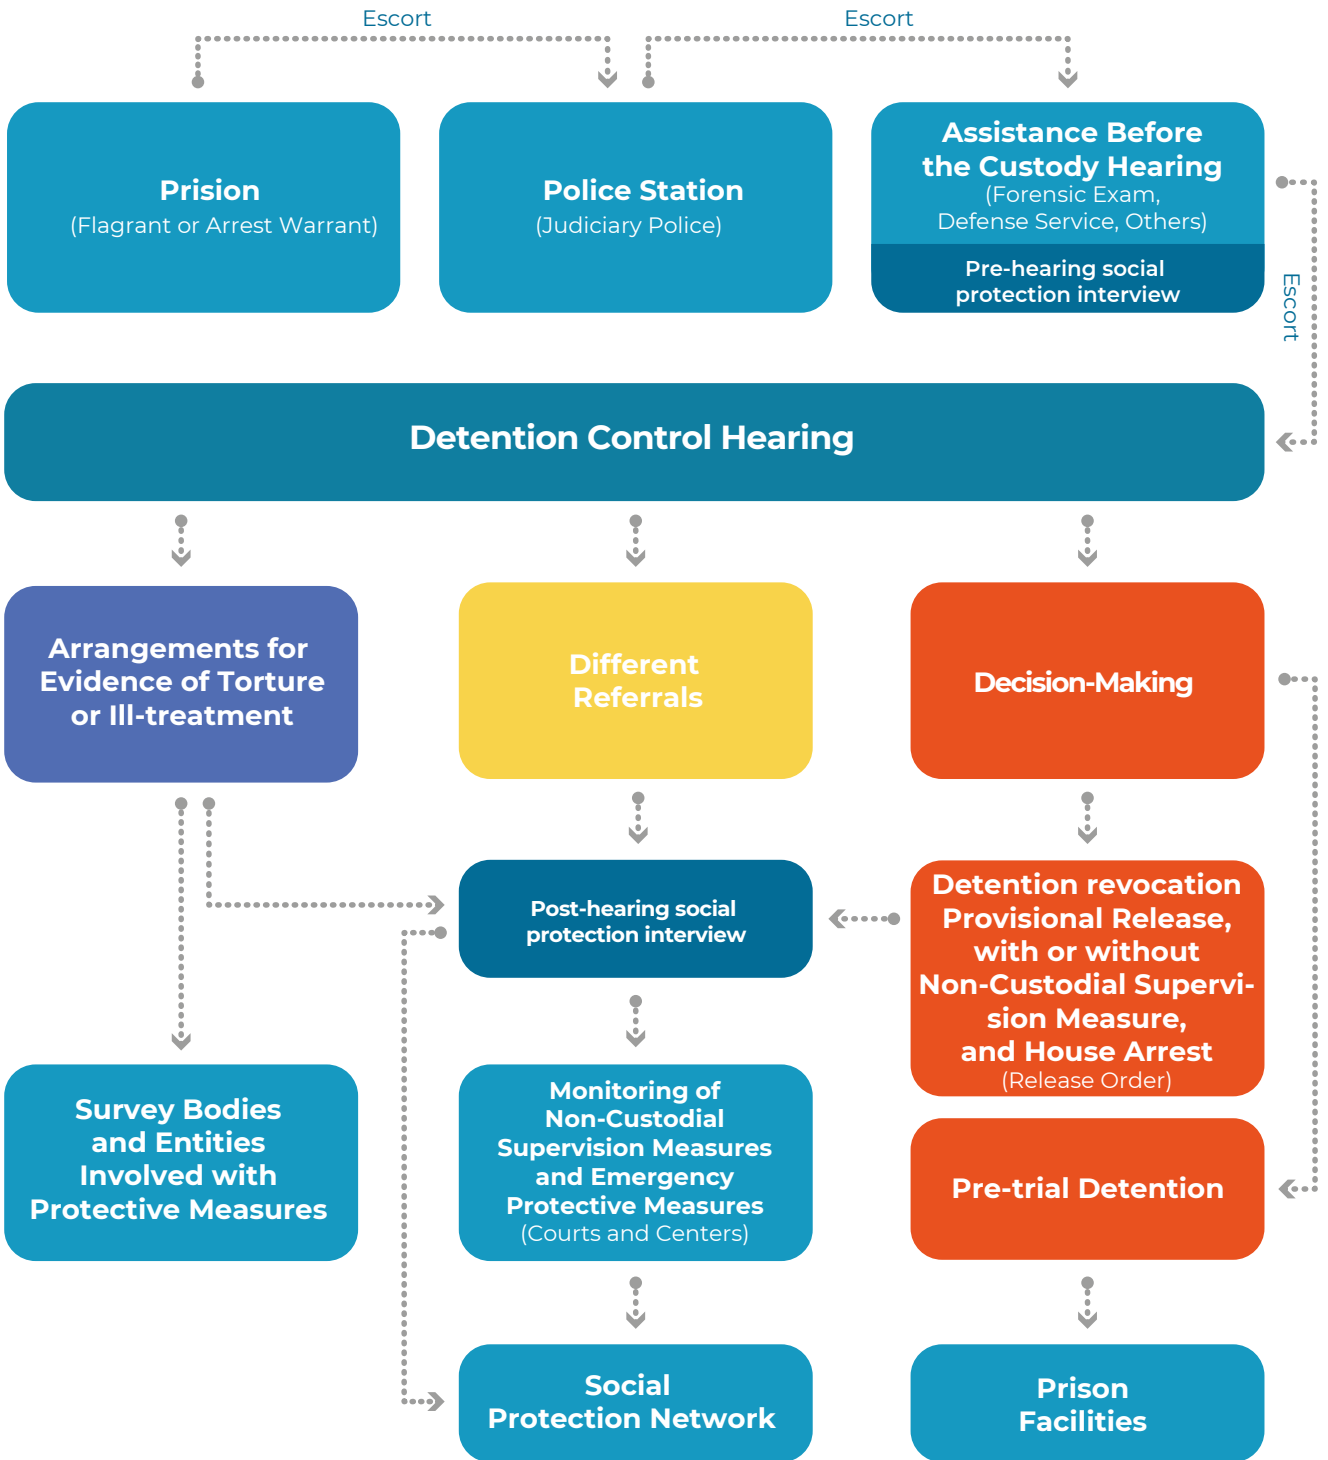 Escort
Escort
Prision
(Flagrant or Arrest Warrant)
Police Station
(Judiciary Police)
Assistance Before
the Custody Hearing
(Forensic Exam,
Defense Service, Others)
Pre-hearing social
protection interview
Escort
Detention Control Hearing
Arrangements for
Evidence of Torture
or Ill-treatment
Different
Referrals
Decision-Making
Post-hearing social
protection interview
Detention revocation
Provisional Release,
with or without
Non-Custodial Supervi-
sion Measure,
and House Arrest
(Release Order)
Survey Bodies
and Entities
Involved with
Protective Measures
Monitoring of
Non-Custodial
Supervision Measures
and Emergency
Protective Measures
(Courts and Centers)
Pre-trial Detention
Social
Protection Network
Prison
Facilities